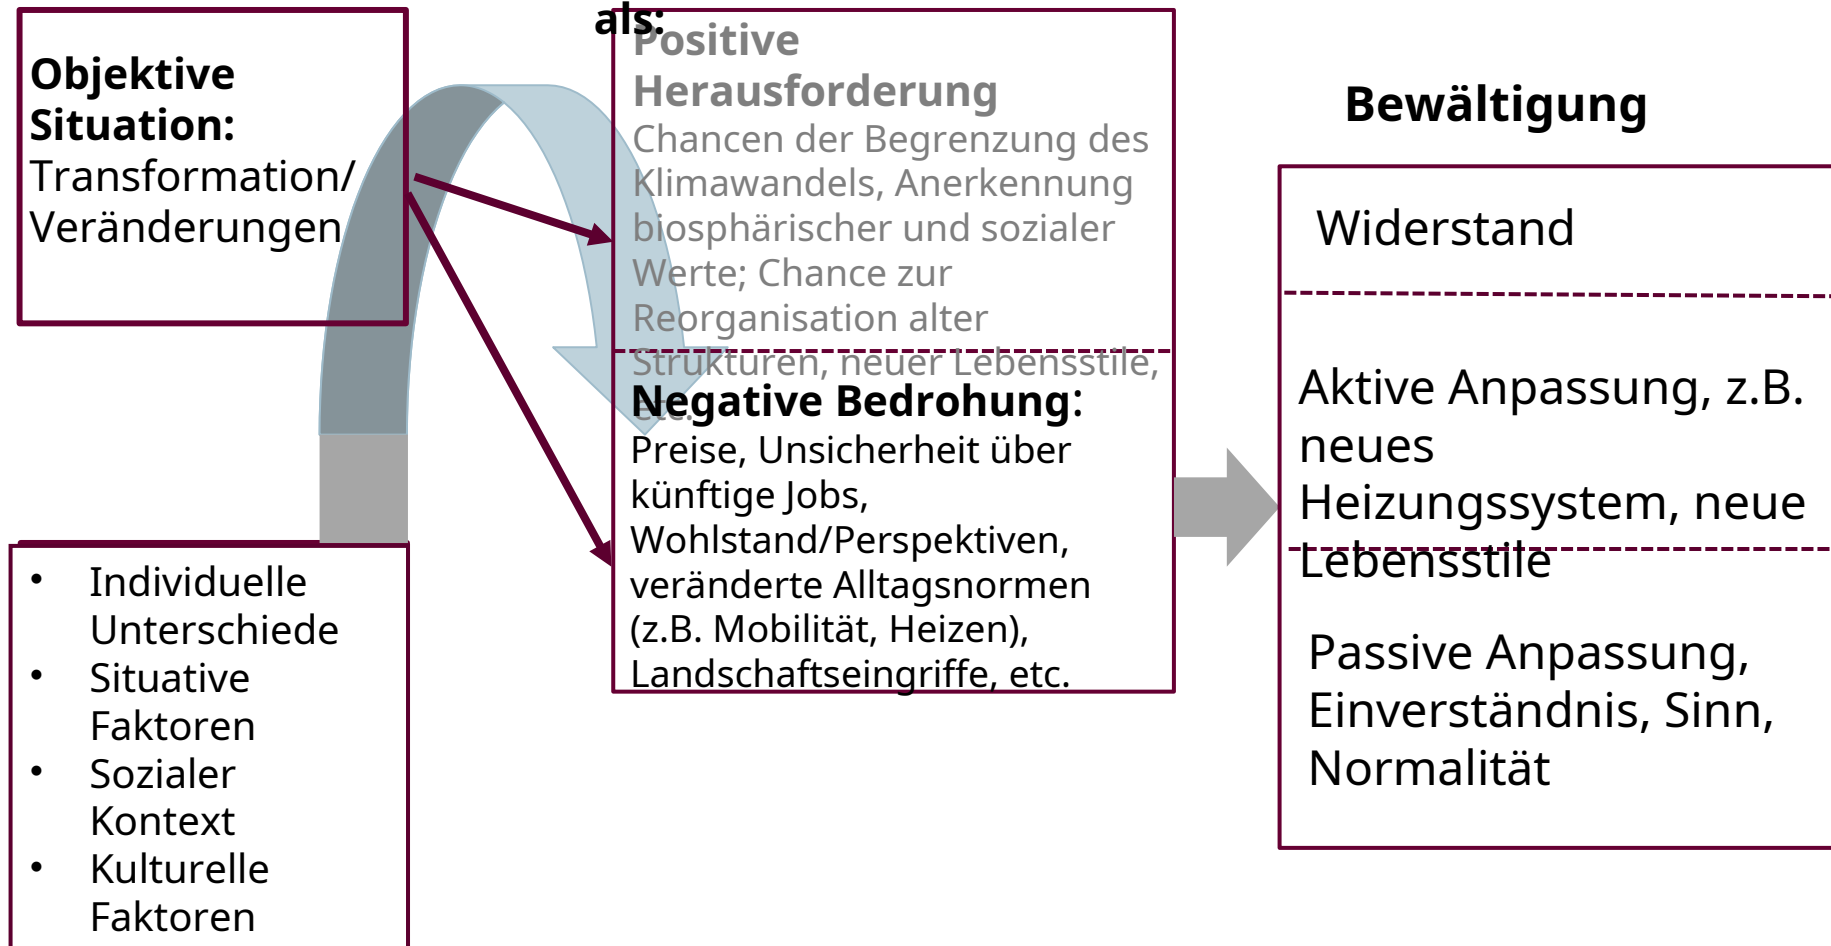 Objektive
Situation:
Transformation/
Veränderungen
als:
Positive
Herausforderung
Chancen der Begrenzung des
Klimawandels, Anerkennung
biosphärischer und sozialer
Werte; Chance zur
Reorganisation alter
Strukturen, neuer Lebensstile,
etc.
Negative Bedrohung:
Preise, Unsicherheit über
künftige Jobs,
Wohlstand/Perspektiven,
veränderte Alltagsnormen
(z.B. Mobilität, Heizen),
Landschaftseingriffe, etc.
Bewältigung
Widerstand
Aktive Anpassung, z.B.
neues
Heizungssystem, neue
Lebensstile
Passive Anpassung,
Einverständnis, Sinn,
Normalität
• Individuelle
Unterschiede
• Situative
Faktoren
• Sozialer
Kontext
• Kulturelle
Faktoren